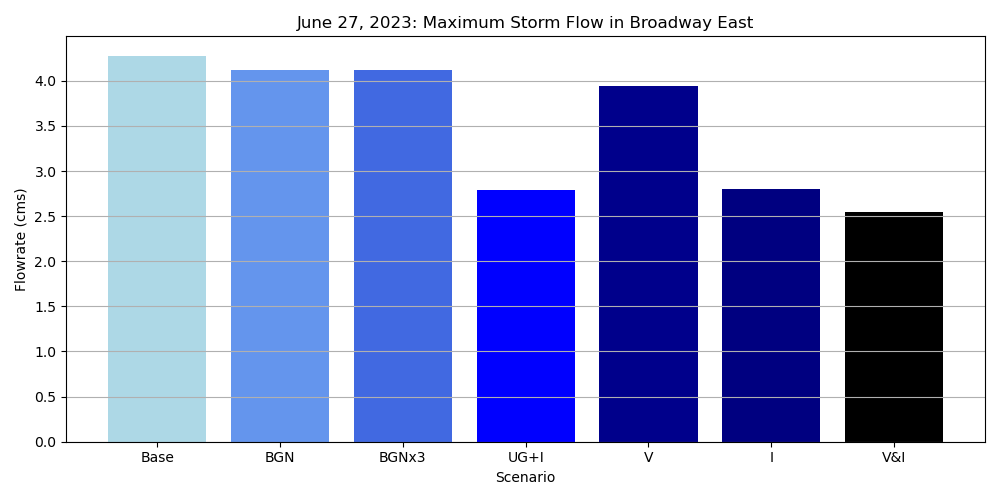 June 27, 2023: Maximum Storm Flow in Broadway East
Flowrate (cms)
4.0
3.5
3.0
2.5
2.0
1.5
1.0
0.5
0.0
Base BGN BGNx3 UG+I V I V&I
Scenario